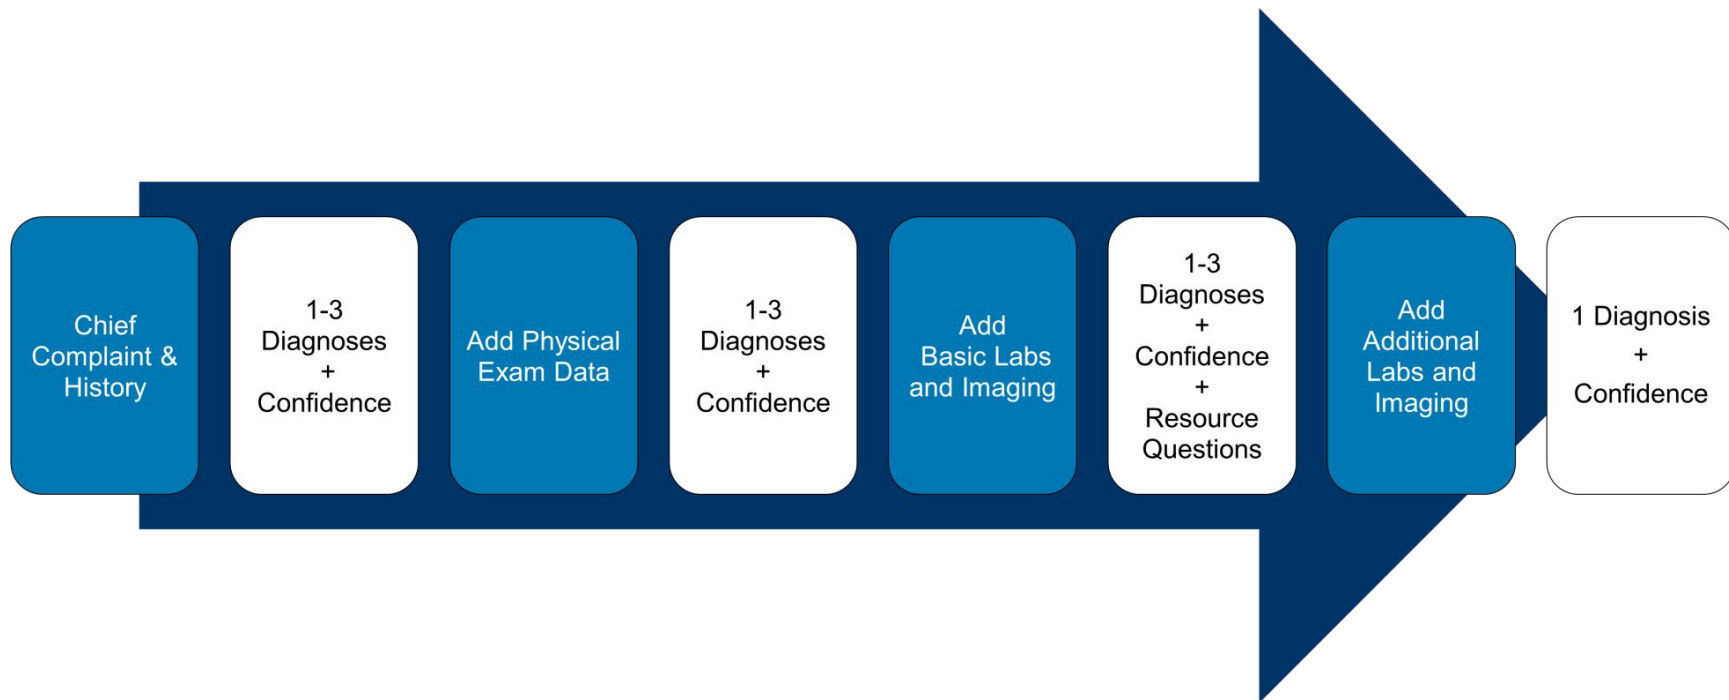 Chief
Complaint &
History
1-3
Diagnoses
+
Confidence
Add Physical
Exam Data
1-3
Diagnoses
+
Confidence
Add
Basic Labs
and Imaging
1-3
Diagnoses
+
Confidence
+
Resource
Questions
Add
Additional
Labs and
Imaging
1 Diagnosis
+
Confidence